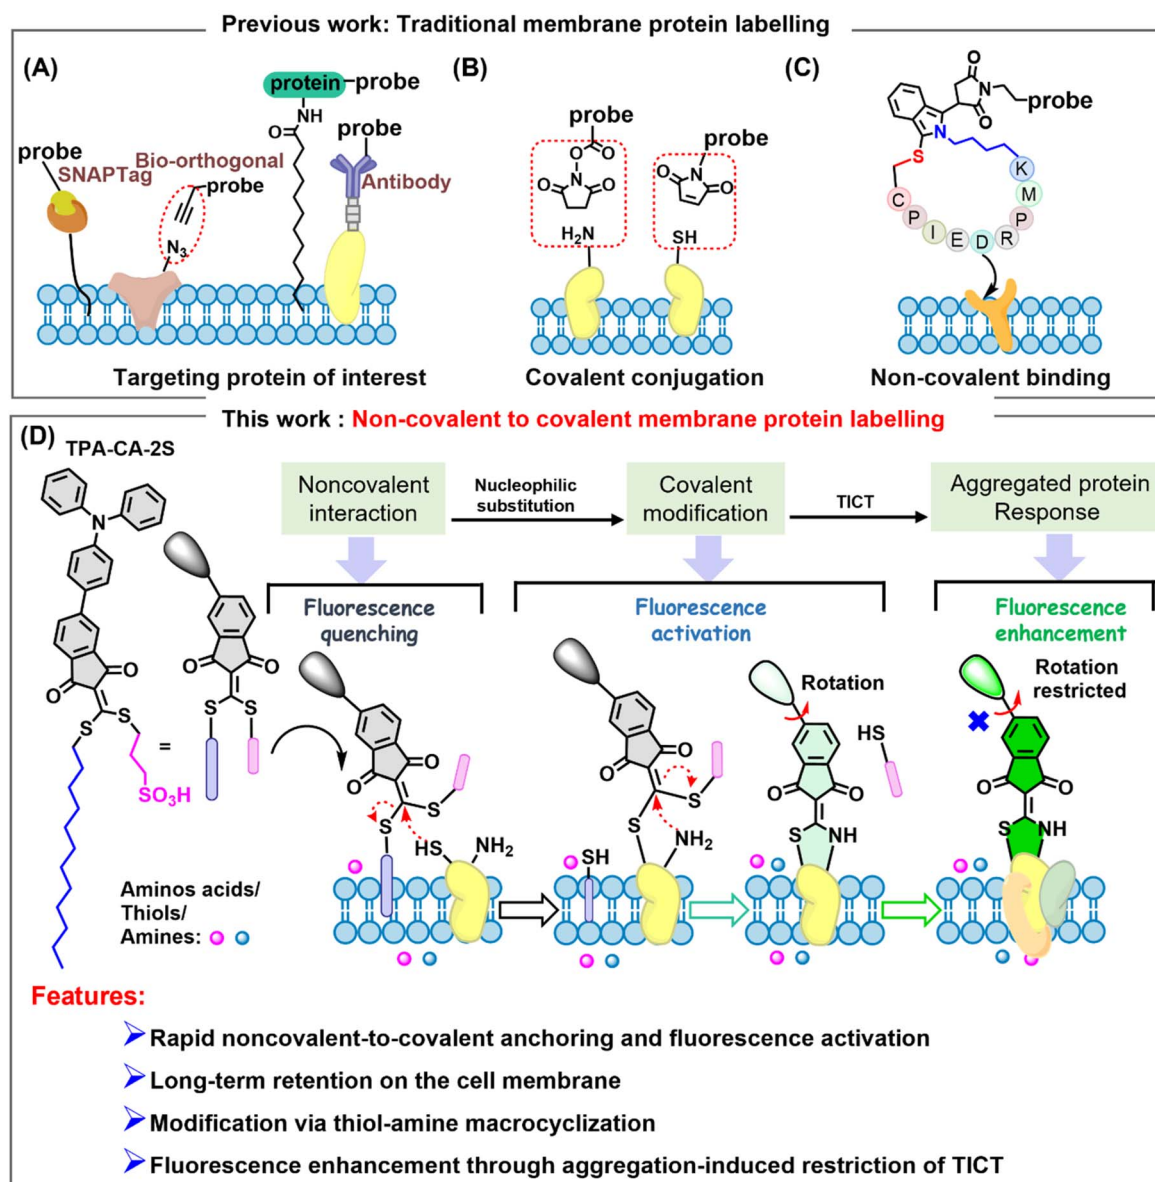 Previous work: Traditional membrane protein labelling
(A)
protein
probe
O
NH
probe
SNAPTag
Bio-orthogonal
probe
N3
probe
Antibody
Targeting protein of interest
(B)
probe
O
O
O
N
O
H2N
N
O
O
SH
Covalent conjugation
(C)
O
N
O
probe
N
S
K
M
P
R
D
E
I
P
C
Non-covalent binding
This work : Non-covalent to covalent membrane protein labelling
(D)
TPA-CA-2S
N
O
O
S
S
SO3H
=
O
O
S
S
Noncovalent
interaction
Nucleophilic
substitution
Covalent
modification
TICT
Aggregated protein
Response
Fluorescence
quenching
Fluorescence
activation
Fluorescence
enhancement
O
O
S
S
HS
NH2
O
O
S
S
NH2
SH
Rotation
O
O
S
NH
HS
Rotation
restricted
O
O
S
NH
Aminos acids/
Thiols/
Amines:
Features:
Rapid noncovalent-to-covalent anchoring and fluorescence activation
Long-term retention on the cell membrane
Modification via thiol-amine macrocyclization
Fluorescence enhancement through aggregation-induced restriction of TICT